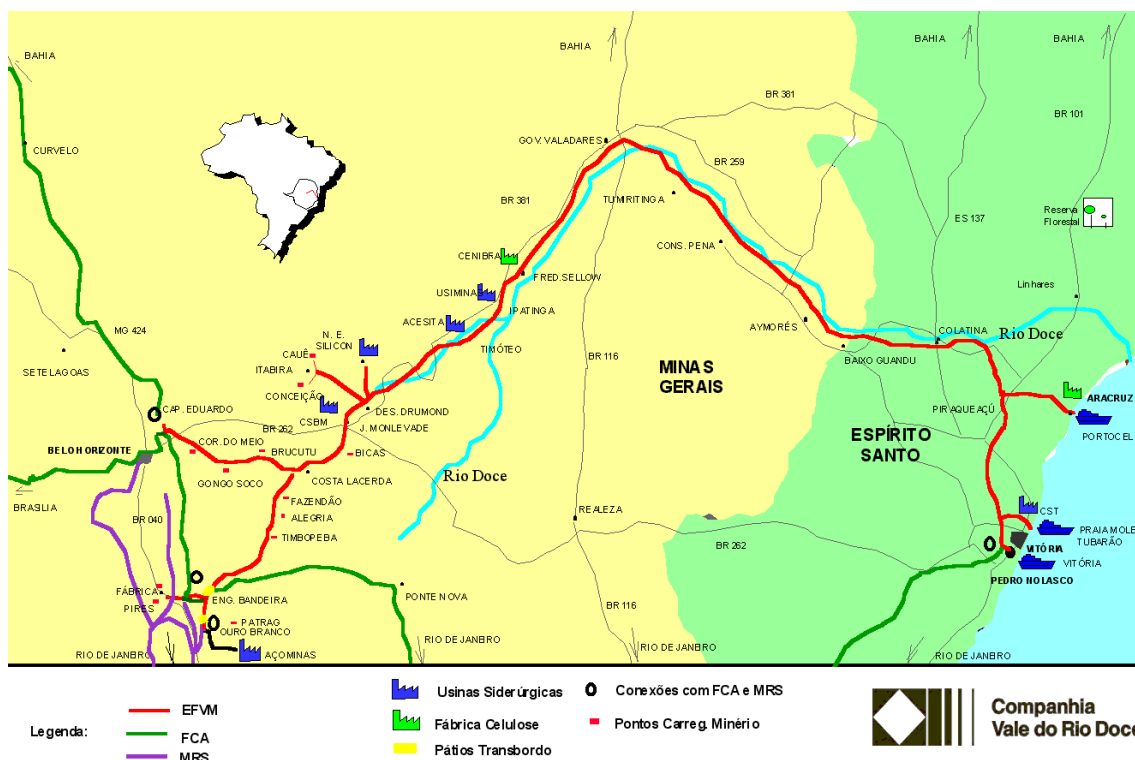 BAHIA
BAHIA
BAHIA
BAHIA
BR 381
BR 101
CURVELO
GOV. VALADARES
BR 259
BR 381
TUMIRITINGA
ES 137
Reserva
Florestal
CONS. PENA
CENIBRA
FRED. SELLOW
USIMINAS
Linhares
IPATINGA
ACESITA
AYMORÉS
COLATINA
Rio Doce
MG 424
N. E.
SILICON
CAUÊ
TIMÓTEO
BR 116
BAIXO GUANDU
SETE LAGOAS
ITABIRA
MINAS
GERAIS
CONCEIÇÃO
CAP. EDUARDO
CSBM
DES. DRUMOND
J. MONLEVADE
PIRAQUEAÇÚ
ARACRUZ
PORTOCEL
BR 262
COR. DO MEIO
BELO HORIZONTE
BRUCUTU
BICAS
ESPÍRITO
SANTO
GONGO SOCO
COSTA LACERDA
Rio Doce
BRASILIA
FAZENDÃO
ALEGRIA
BR 040
TIMBOPEBA
REALEZA
CST
PRAIA MOLE
TUBARÃO
BR 262
VITÓRIA
VITÓRIA
PEDRO NOLASCO
FÁBRICA
PIRES
ENG. BANDEIRA
PONTE NOVA
BR 116
PATRAG
OURO BRANCO
AÇOMINAS
RIO DE JANBRO
RIO DE JANBRO
RIO DE JANBRO
RIO DE JANBRO
Legenda:
EFVM
FCA
MRS
Usinas Siderúrgicas
Fábrica Celulose
Pátios Transbordo
Conexões com FCA e MRS
Pontos Carreg. Minério
Companhia
Vale do Rio Doce